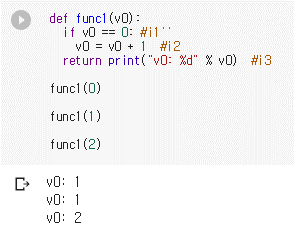 def func1(v0):
  if v0 == 0: #i1``
    v0 = v0 + 1  #i2
  return print("v0: %d" % v0)  #i3

func1(0)

func1(1)

func1(2)

v0: 1
v0: 1
v0: 2